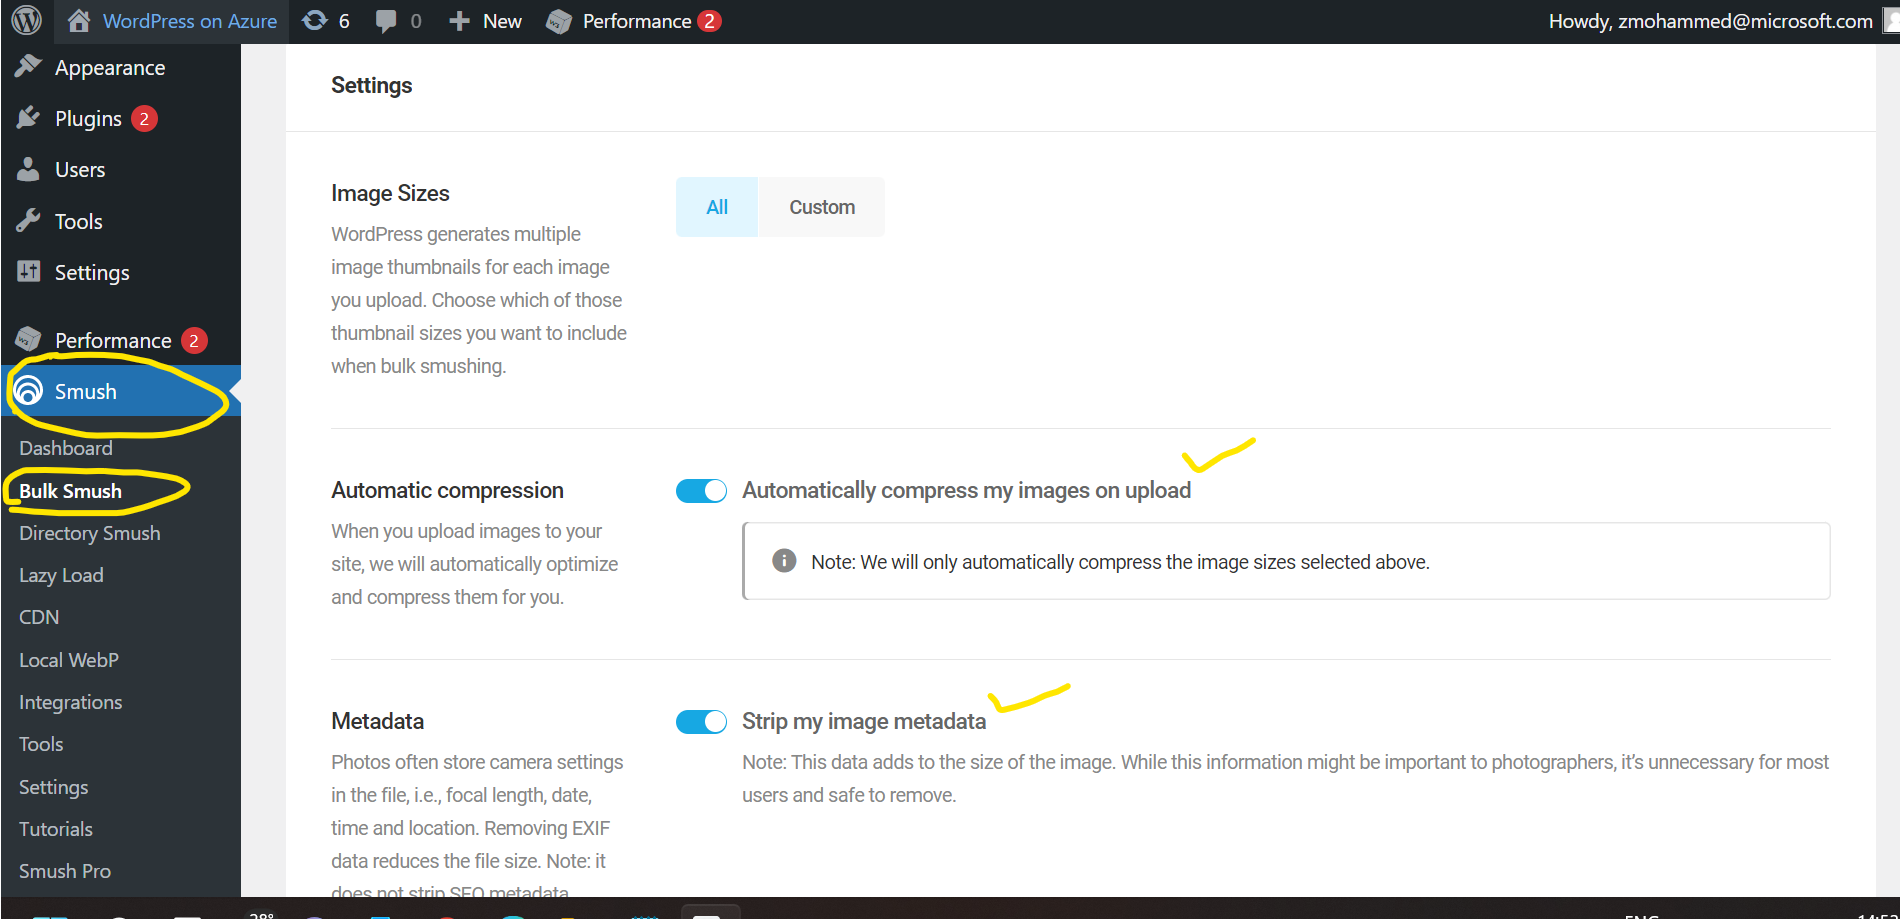 WordPress on Azure 6 0 New Performance 2 Howdy, zmohammed@microsoft.com
Appearance
Plugins 2
Users
Tools
Settings
Performance 2
Smush
Dashboard
Bulk Smush
Directory Smush
Lazy Load
CDN
Local WebP
Integrations
Tools
Settings
Tutorials
Smush Pro
Settings
Image Sizes
WordPress generates multiple
image thumbnails for each image
you upload. Choose which of those
thumbnail sizes you want to include
when bulk smushing.
All Custom
Automatic compression
When you upload images to your
site, we will automatically optimize
and compress them for you.
Automatically compress my images on upload
Note: We will only automatically compress the image sizes selected above.
Metadata
Photos often store camera settings
in the file, i.e., focal length, date,
time and location. Removing EXIF
data reduces the file size. Note: it
does not strip SEO metadata.
Strip my image metadata
Note: This data adds to the size of the image. While this information might be important to photographers, it’s unnecessary for most
users and safe to remove.
28°
ENG